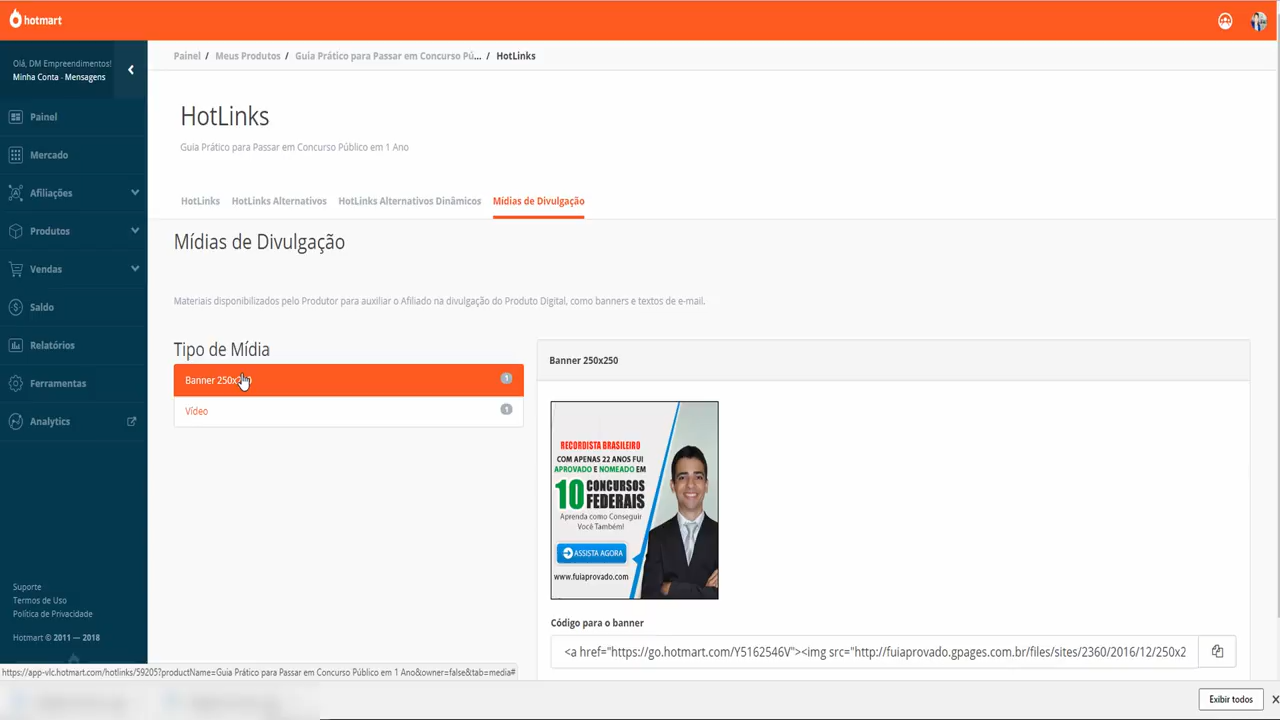 hotmart
Olá, DM Empreendimentos!
Minha Conta - Mensagens
Painel
Mercado
Afiliações
Produtos
Vendas
Saldo
Relatórios
Ferramentas
Analytics
Suporte
Termos de Uso
Política de Privacidade
Hotmart © 2011 — 2018
Painel / Meus Produtos / Guia Prático para Passar em Concurso Pú... / HotLinks
HotLinks
Guia Prático para Passar em Concurso Público em 1 Ano
HotLinks HotLinks Alternativos HotLinks Alternativos Dinâmicos Mídias de Divulgação
Mídias de Divulgação
Materiais disponibilizados pelo Produtor para auxiliar o Afiliado na divulgação do Produto Digital, como banners e textos de e-mail.
Tipo de Mídia
Banner 1
Vídeo 1
Banner 250x250
RECORDISTA BRASILEIRO
COM APENAS 22 ANOS FUI
APROVADO E NOMEADO EM
10 CONCURSOS
FEDERAIS
Aprenda como Conseguir
Você Também!
ASSISTA AGORA
www.fuiaprovado.com
Código para o banner
<a href="https://go.hotmart.com/Y5162546V"><img src="http://fuiaprovado.gpages.com.br/files/sites/2360/2016/12/250x2
https://app-vlc.hotmart.com/hotlinks/59205?productName=Guia Prático para Passar em Concurso Público em 1 Ano&owner=false&tab=media#
Exibir todos